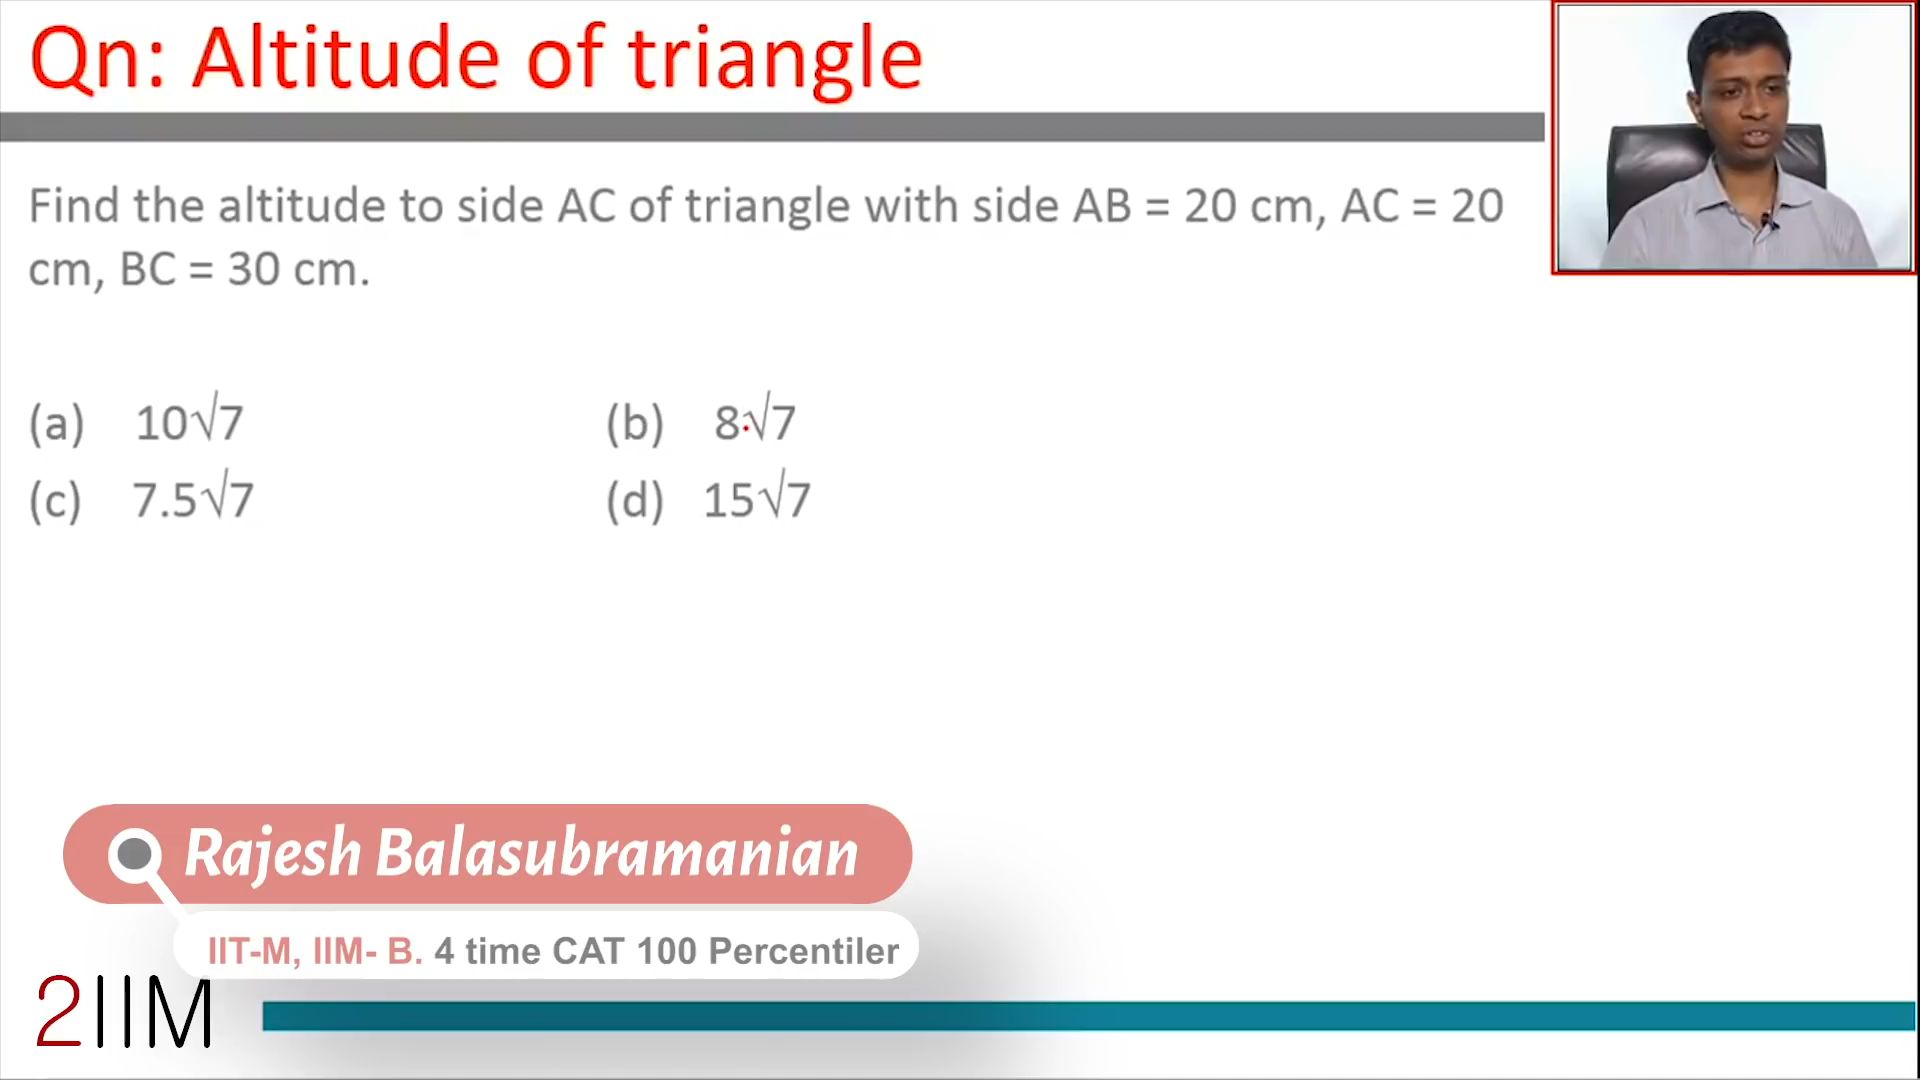 Qn: Altitude of triangle
Find the altitude to side AC of triangle with side AB = 20 cm, AC = 20
cm, BC = 30 cm.
(a) 10√7 (b) 8√7
(c) 7.5√7 (d) 15√7
Rajesh Balasubramanian
IIT-M, IIM- B. 4 time CAT 100 Percentiler
2IIM